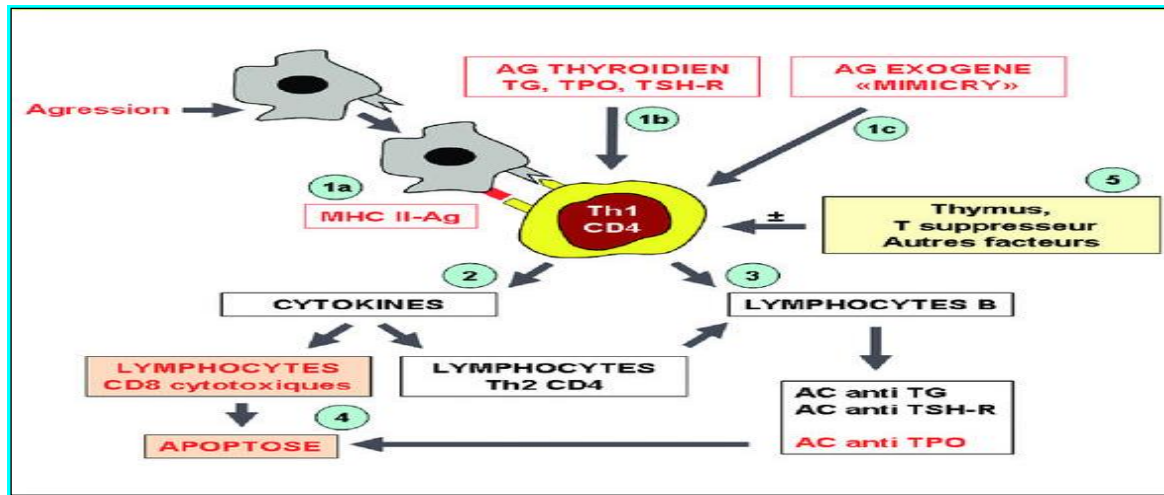 AG THYROIDIEN
TG, TPO, TSH-R
AG EXOGENE
«MIMICRY»
Agression
1b
1c
1a
MHC II-Ag
Th1
CD4
±
5
Thymus,
T suppresseur
Autres facteurs
2
3
CYTOKINES
LYMPHOCYTES B
LYMPHOCYTES
CD8 cytotoxiques
LYMPHOCYTES
Th2 CD4
4
APOPTOSE
AC anti TG
AC anti TSH-R
AC anti TPO